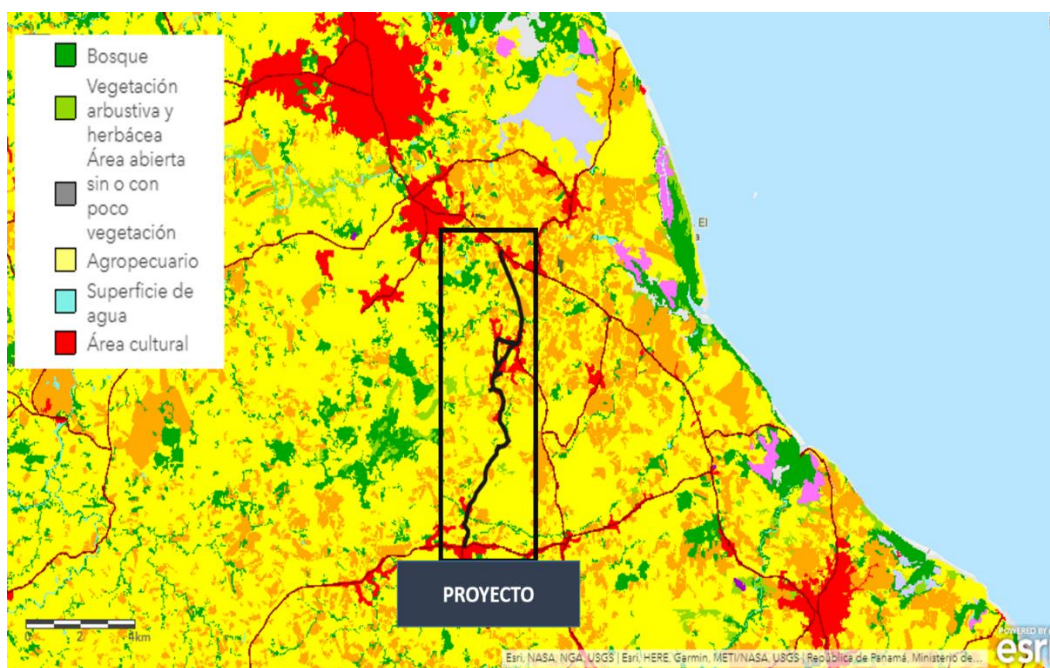 Bosque
Vegetación
arbustiva y
herbácea
Área abierta
sin o con
poco
vegetación
Agropecuario
Superficie de
agua
Área cultural
El
PROYECTO
0 2 4km
POWERED BY
esri
Esri, NASA, NGA, USGS | Esri, HERE, Garmin, METI/NASA, USGS | República de Panamá, Ministerio de...